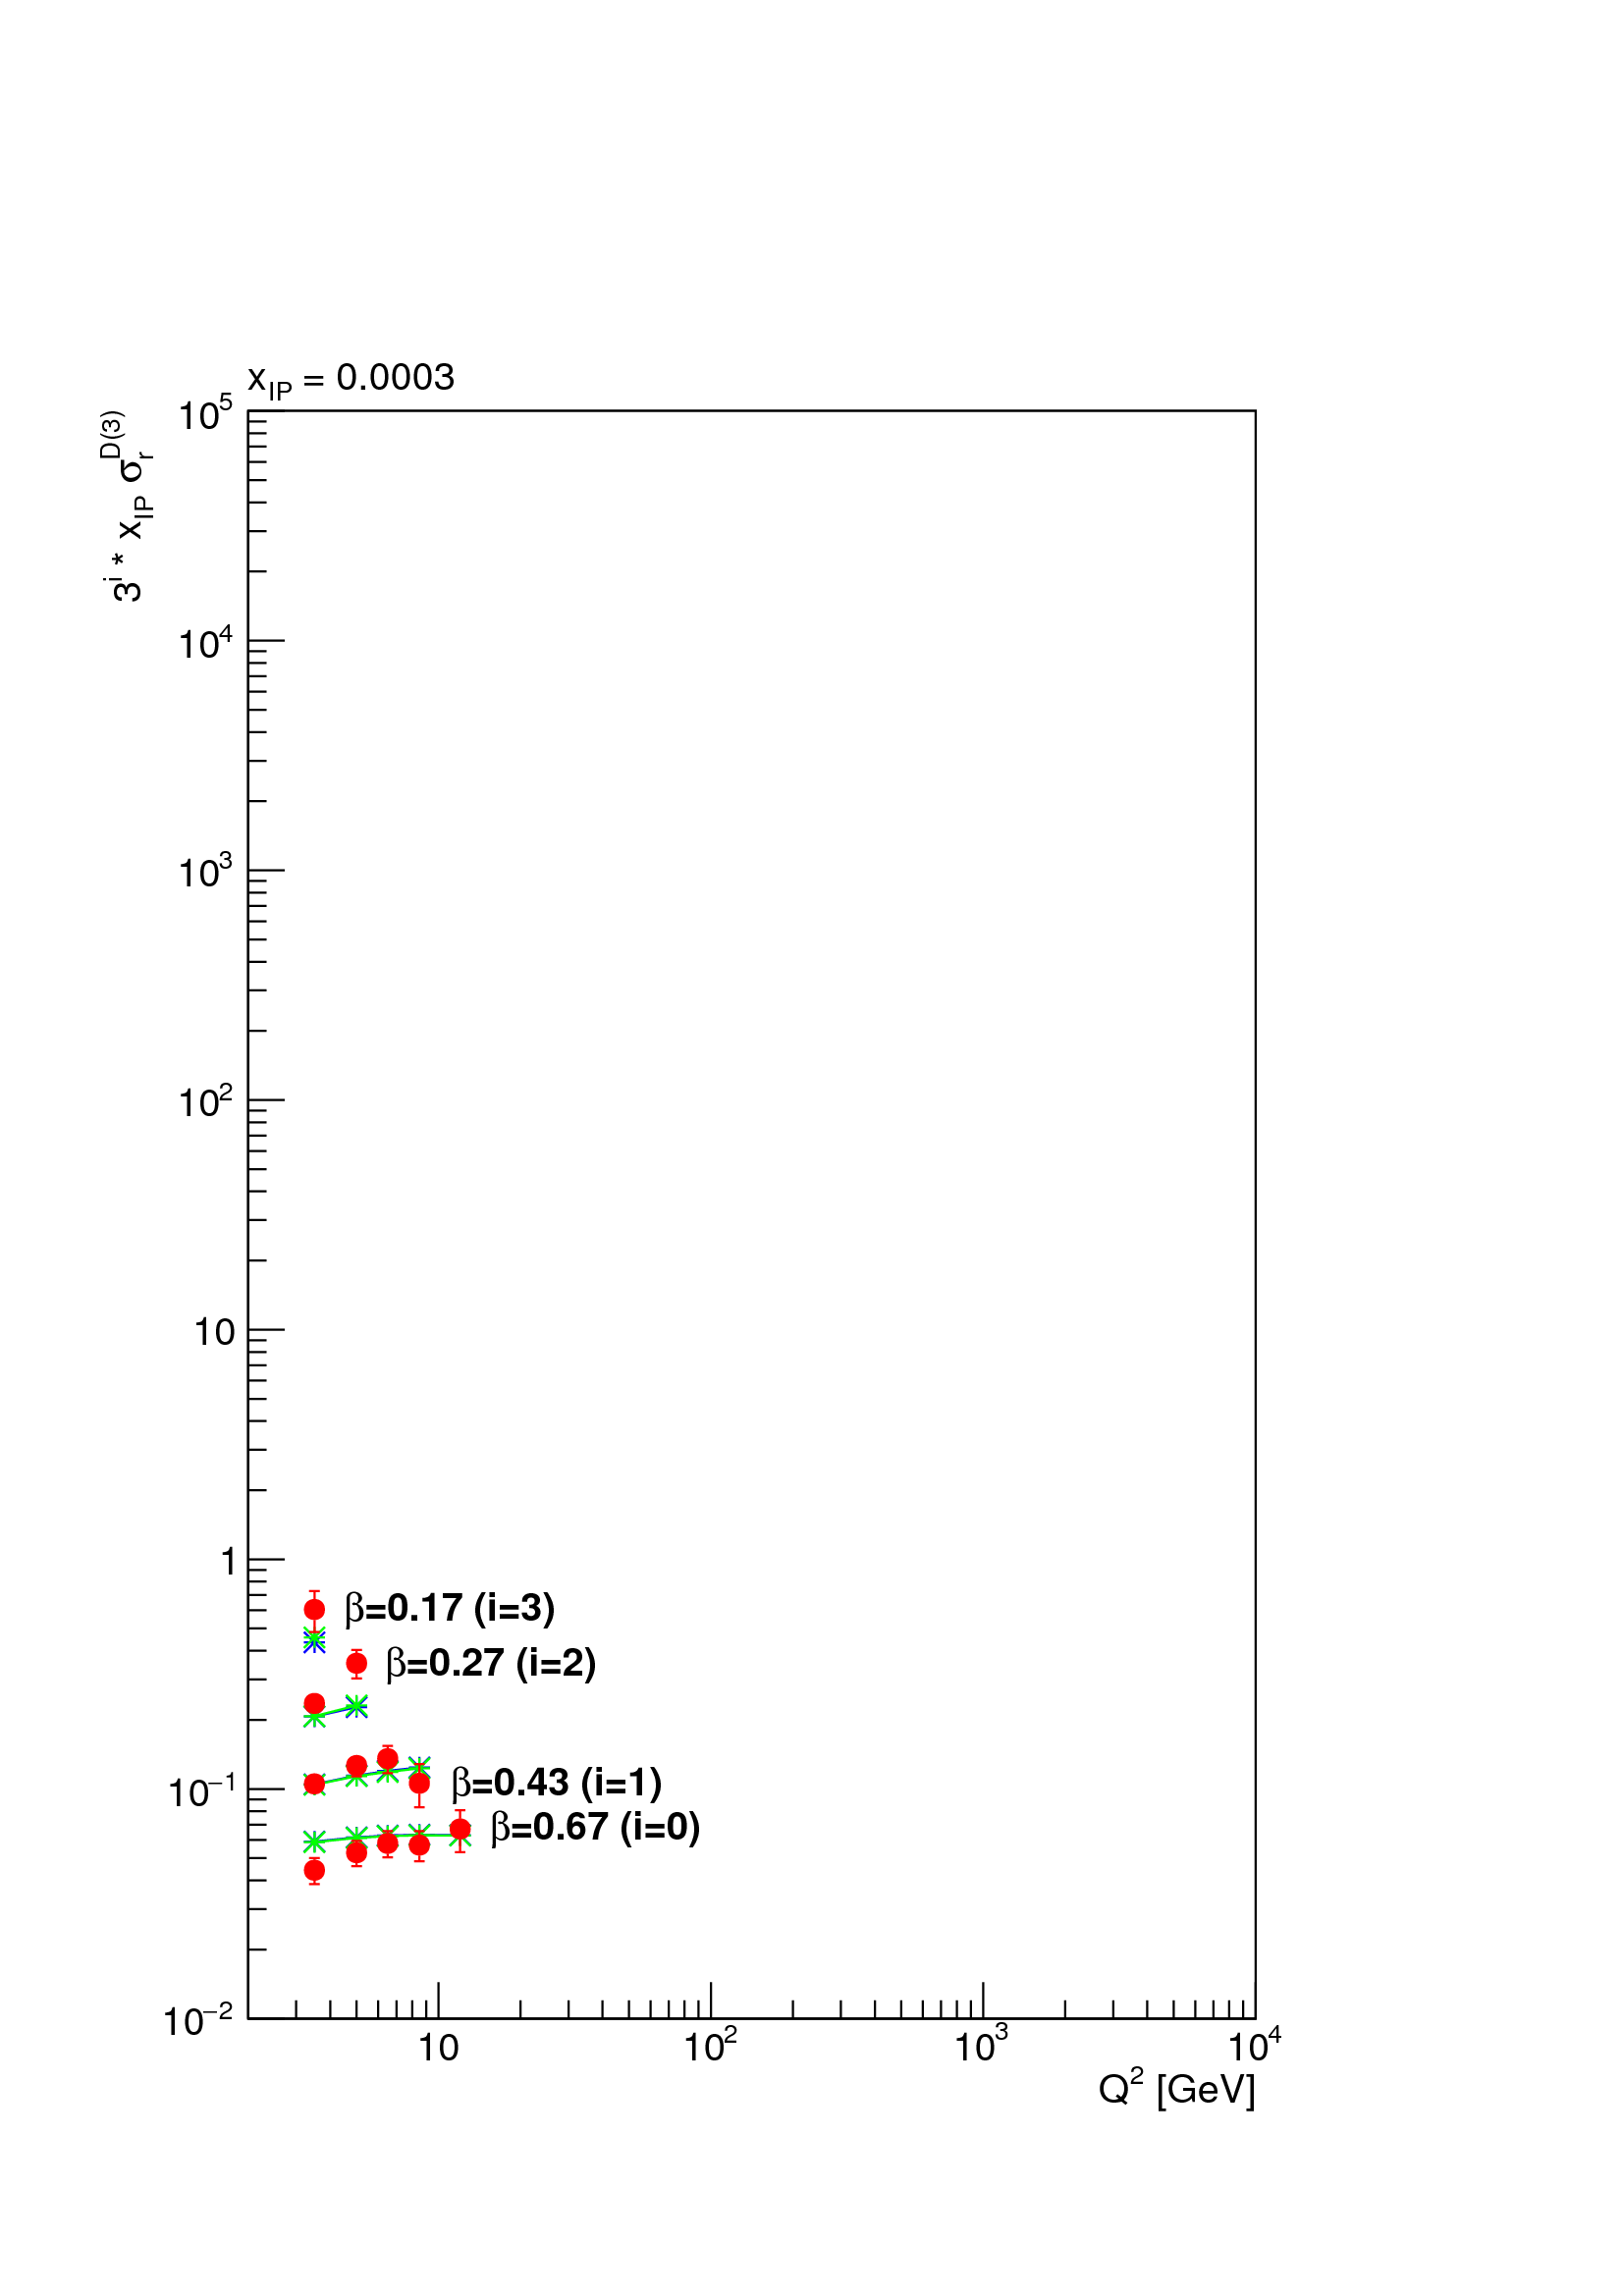 x_IP = 0.0003
3^i * x_IP σ_r^D(3)
10^5
10^4
10^3
10^2
10
1
10^−1
10^−2
β=0.17 (i=3)
β=0.27 (i=2)
β=0.43 (i=1)
β=0.67 (i=0)
10 10^2 10^3 10^4
Q^2 [GeV]